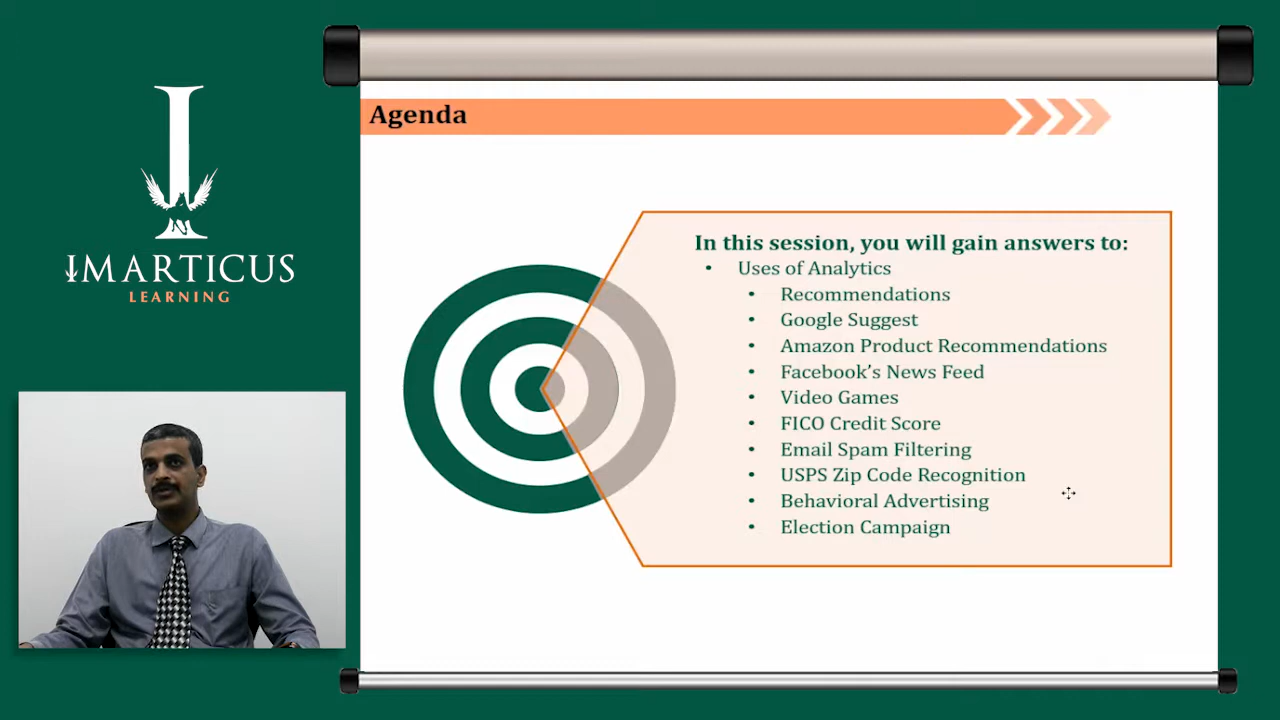 IMARTICUS
LEARNING
Agenda
In this session, you will gain answers to:
• Uses of Analytics
• Recommendations
• Google Suggest
• Amazon Product Recommendations
• Facebook’s News Feed
• Video Games
• FICO Credit Score
• Email Spam Filtering
• USPS Zip Code Recognition
• Behavioral Advertising
• Election Campaign